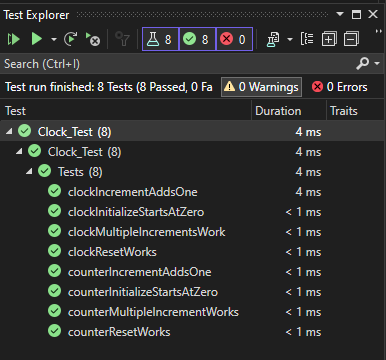 Test Explorer
8 8 0
Search (Ctrl+I)
Test run finished: 8 Tests (8 Passed, 0 Fa 0 Warnings 0 Errors
Test Duration Traits
Clock_Test (8) 4 ms
Clock_Test (8) 4 ms
Tests (8) 4 ms
clockIncrementAddsOne 4 ms
clockInitializeStartsAtZero < 1 ms
clockMultipleIncrementsWork < 1 ms
clockResetWorks < 1 ms
counterIncrementAddsOne < 1 ms
counterInitializeStartsAtZero < 1 ms
counterMultipleIncrementsWorks < 1 ms
counterResetWorks < 1 ms